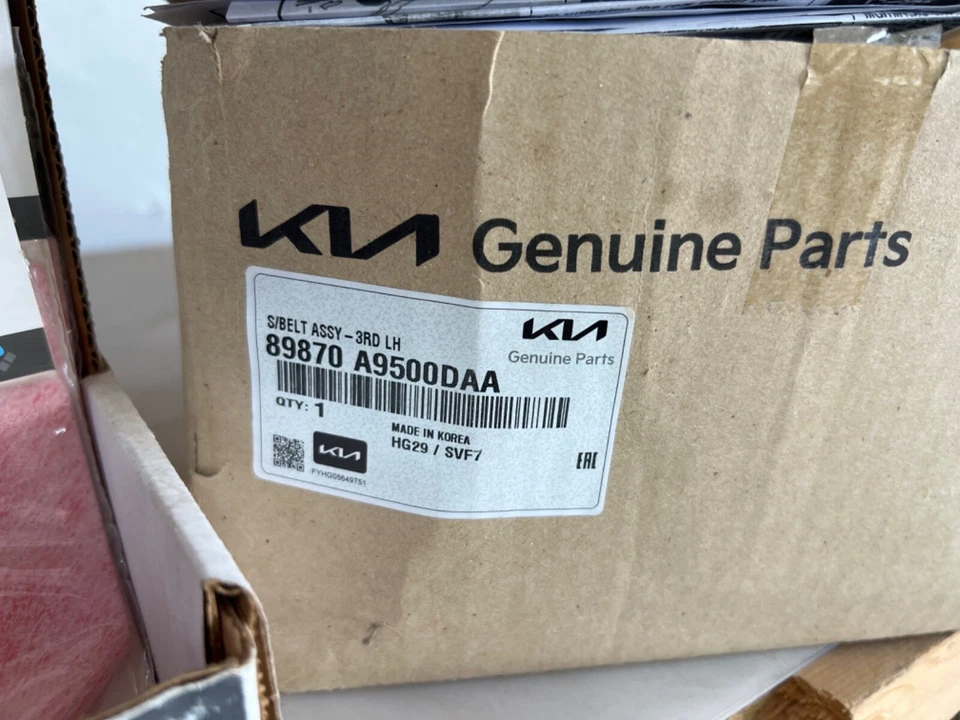 KIA Genuine Parts
S/BELT ASSY-3RD LH
KIA
Genuine Parts
89870 A9500DAA
QTY: 1
MADE IN KOREA
HG29 / SVF7
KIA
FYHG05649751
EAC